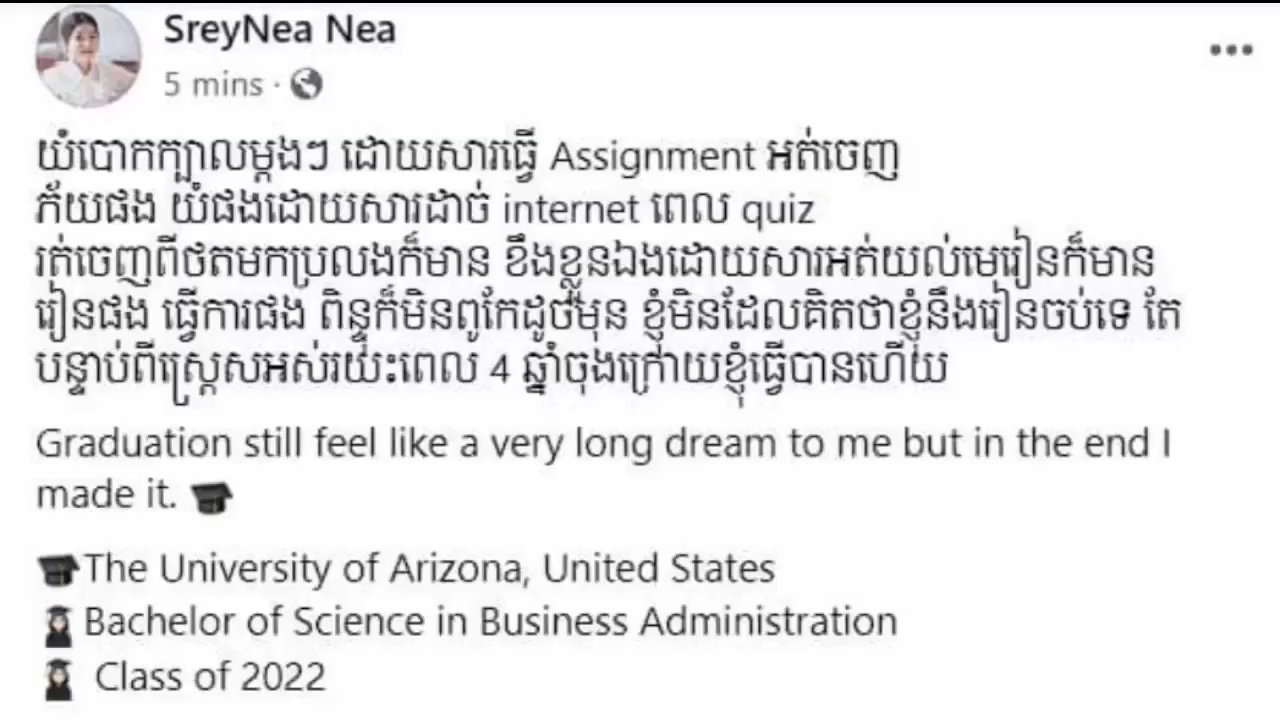 SreyNea Nea
5 mins ·
យំបោកក្បាលម្ដងៗ ដោយសារធ្វើ Assignment អត់ចេញ
ភ័យផង យំផងដោយសារដាច់ internet ពេល quiz
រត់ចេញពីថតមកប្រលងក៏មាន ខឹងខ្លួនឯងដោយសារអត់យល់មេរៀនក៏មាន
រៀនផង ធ្វើការផង ពិន្ទុក៏មិនពូកែដូចមុន ខ្ញុំមិនដែលគិតថាខ្ញុំនឹងរៀនចប់ទេ តែ
បន្ទាប់ពីស្ត្រេសអស់រយះពេល 4 ឆ្នាំចុងក្រោយខ្ញុំធ្វើបានហើយ
Graduation still feel like a very long dream to me but in the end I
made it. 🎓
🎓The University of Arizona, United States
👩🏻‍🎓Bachelor of Science in Business Administration
👩🏻‍🎓 Class of 2022